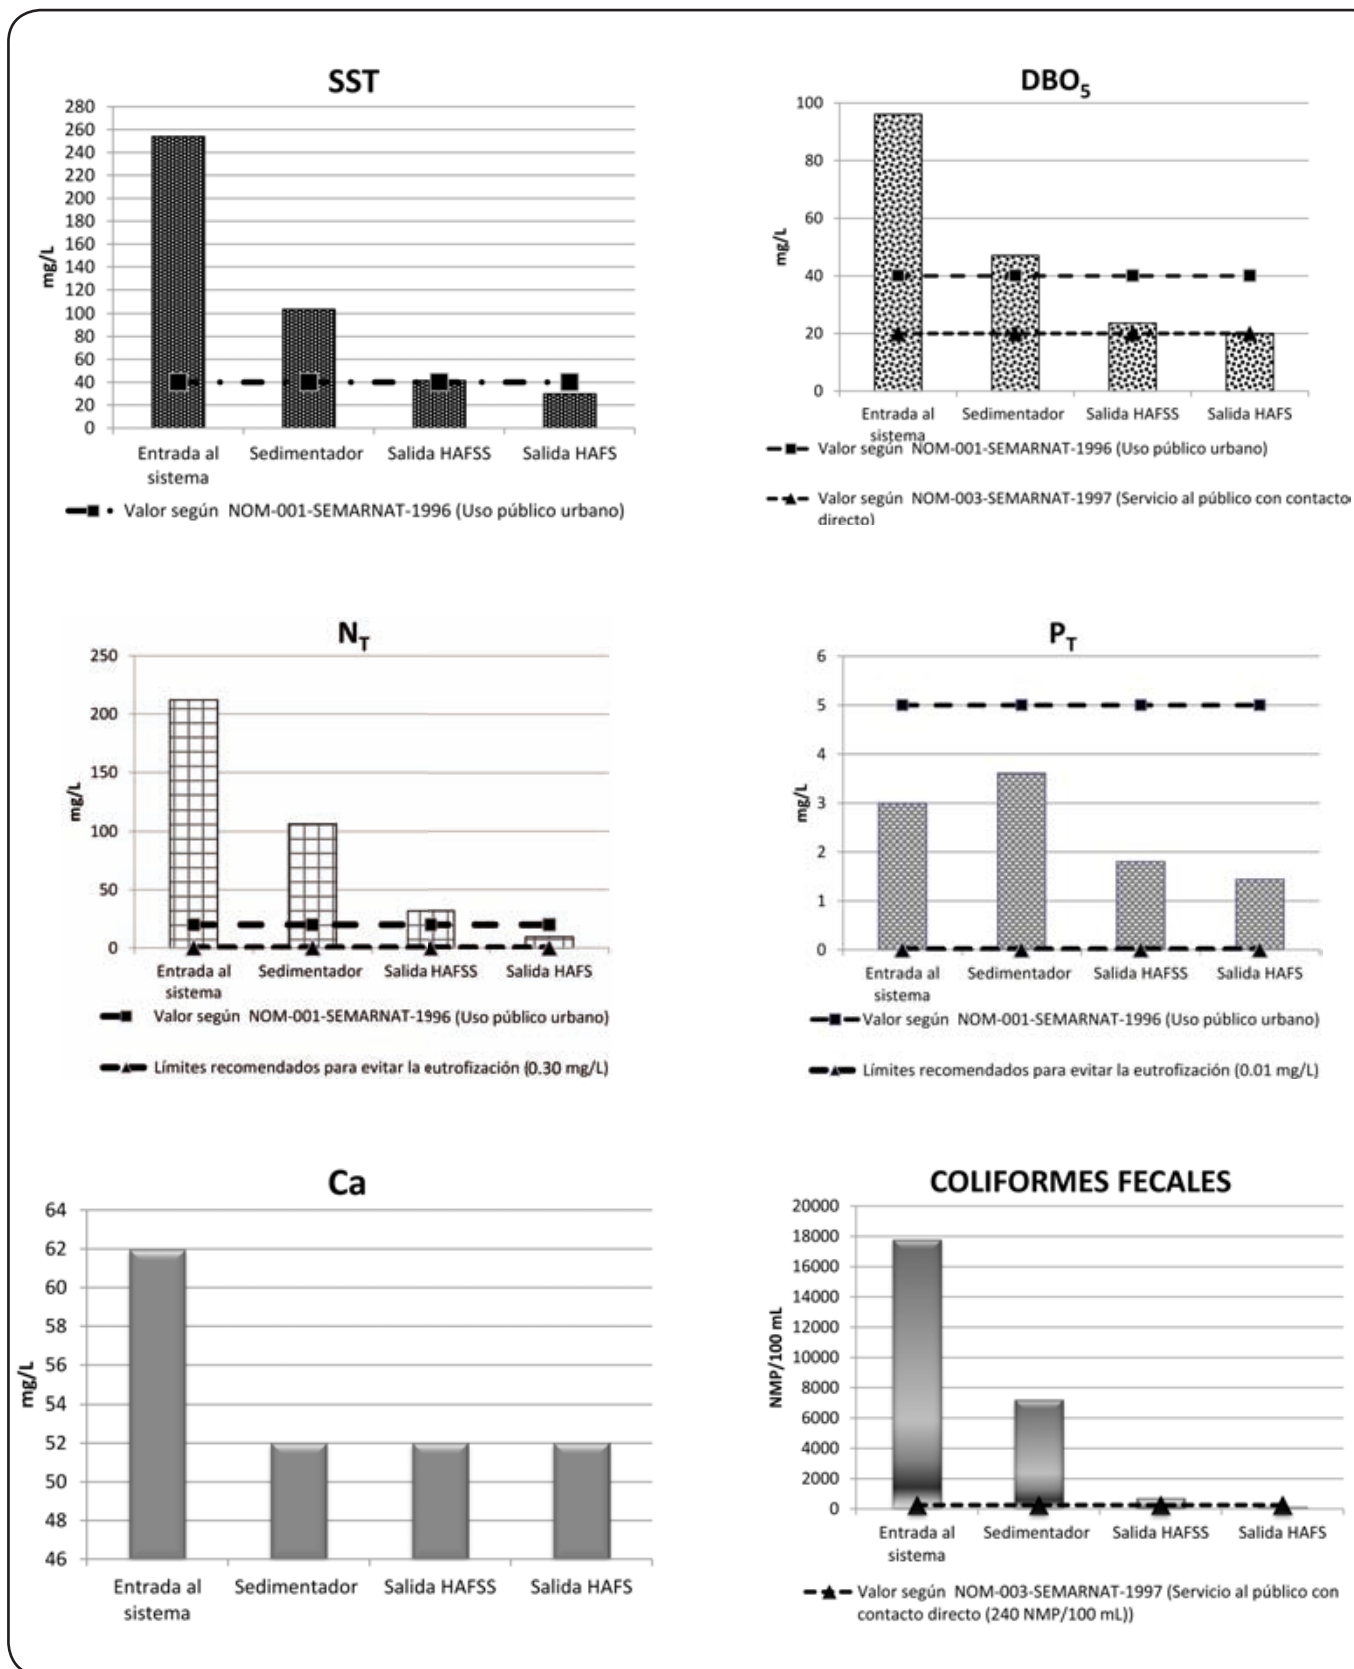 SST
280
260
240
220
200
180
160
140
120
100
80
60
40
20
0
mg/L
Entrada al
sistema
Sedimentador
Salida HAFSS
Salida HAFS
Valor según NOM-001-SEMARNAT-1996 (Uso público urbano)
DBO5
100
80
60
40
20
0
mg/L
Entrada al
sistema
Sedimentador
Salida HAFSS
Salida HAFS
Valor según NOM-001-SEMARNAT-1996 (Uso público urbano)
Valor según NOM-003-SEMARNAT-1997 (Servicio al público con contacto
directo)
NT
250
200
150
100
50
0
mg/L
Entrada al
sistema
Sedimentador
Salida HAFSS
Salida HAFS
Valor según NOM-001-SEMARNAT-1996 (Uso público urbano)
Límites recomendados para evitar la eutrofización (0.30 mg/L)
PT
6
5
4
3
2
1
0
mg/L
Entrada al
sistema
Sedimentador
Salida HAFSS
Salida HAFS
Valor según NOM-001-SEMARNAT-1996 (Uso público urbano)
Límites recomendados para evitar la eutrofización (0.01 mg/L)
Ca
64
62
60
58
56
54
52
50
48
46
mg/L
Entrada al
sistema
Sedimentador
Salida HAFSS
Salida HAFS
COLIFORMES FECALES
20000
18000
16000
14000
12000
10000
8000
6000
4000
2000
0
NMP/100 mL
Entrada al
sistema
Sedimentador
Salida HAFSS
Salida HAFS
Valor según NOM-003-SEMARNAT-1997 (Servicio al público con
contacto directo (240 NMP/100 mL))